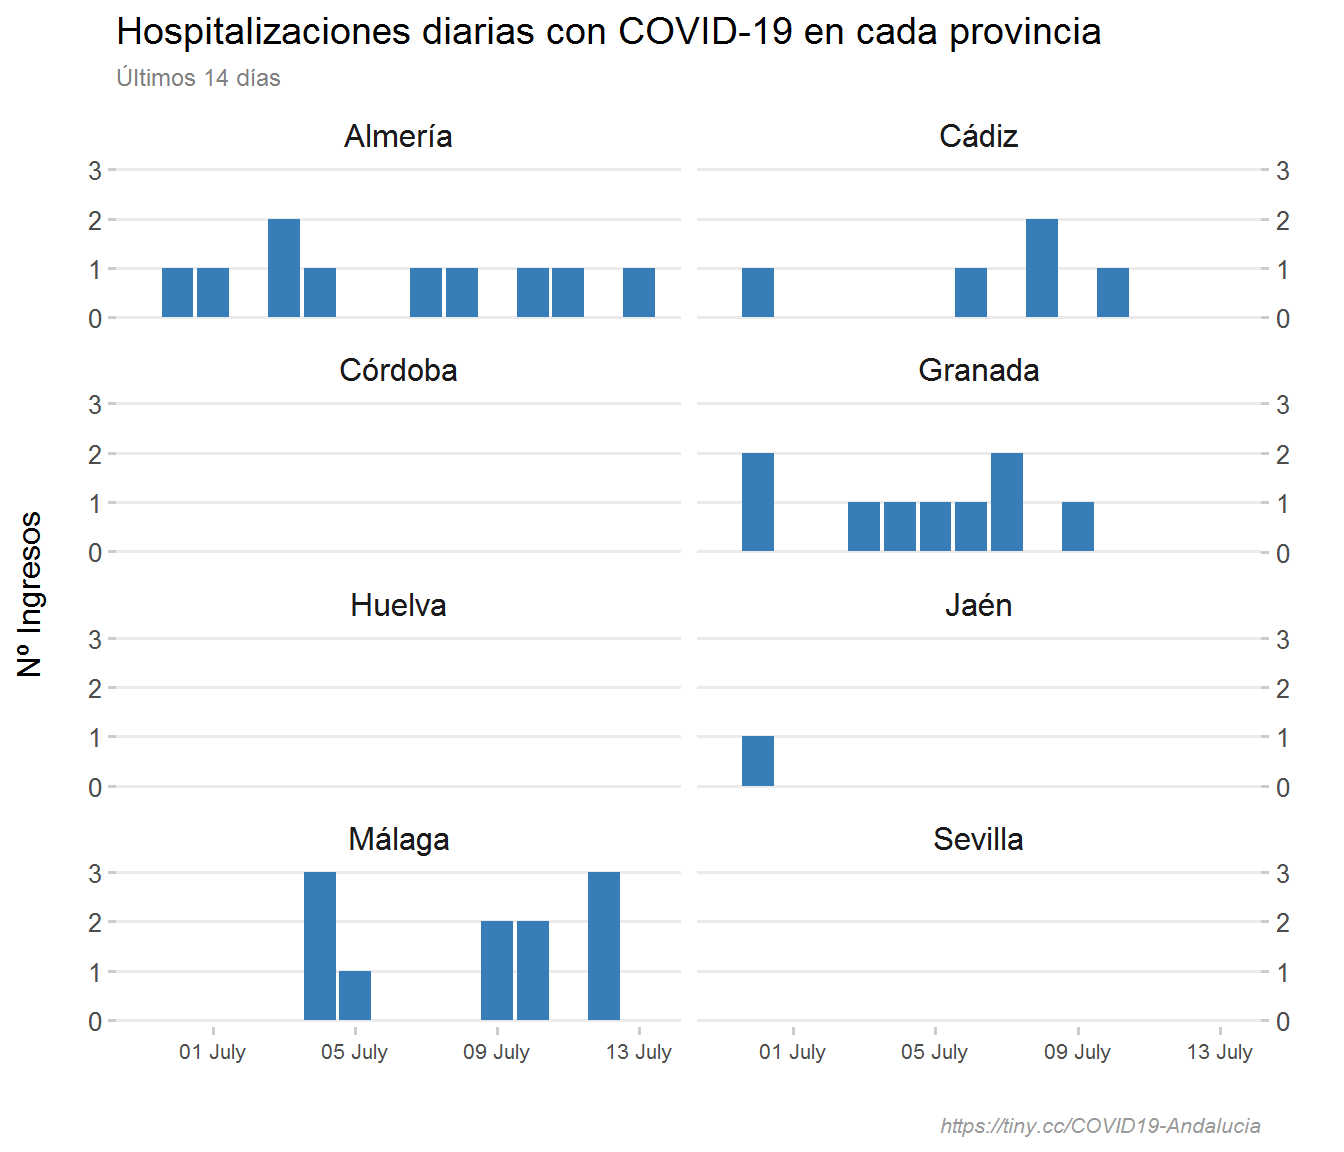 Hospitalizaciones diarias con COVID-19 en cada provincia
Últimos 14 días
Almería
Cádiz
3
2
1
0
3
2
1
0
Córdoba
Granada
3
2
1
0
3
2
1
0
Nº Ingresos
Huelva
Jaén
3
2
1
0
3
2
1
0
Málaga
Sevilla
3
2
1
0
3
2
1
0
01 July 05 July 09 July 13 July
01 July 05 July 09 July 13 July
https://tiny.cc/COVID19-Andalucia